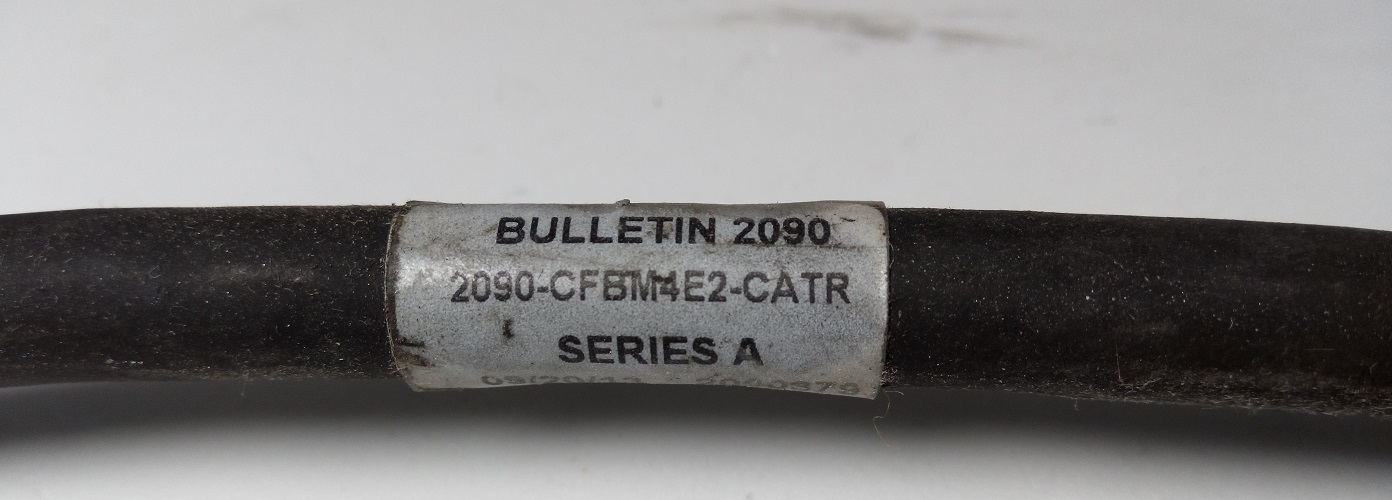 BULLETIN 2090
2090-CFBM4E2-CATR
SERIES A